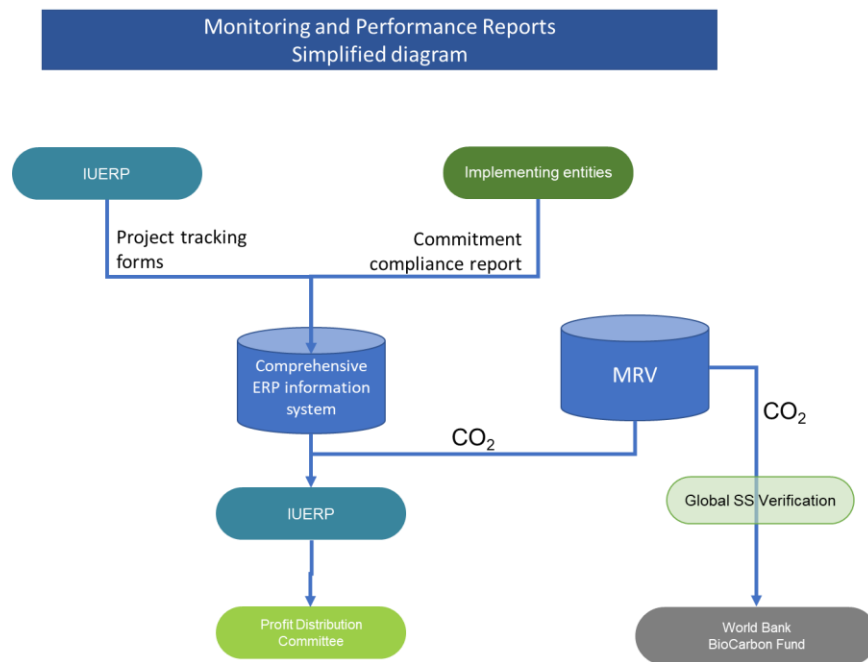 Monitoring and Performance Reports
Simplified diagram
IUERP
Implementing entities
Project tracking
forms
Commitment
compliance report
Comprehensive
ERP information
system
MRV
CO₂
CO₂
Global SS Verification
IUERP
Profit Distribution
Committee
World Bank
BioCarbon Fund